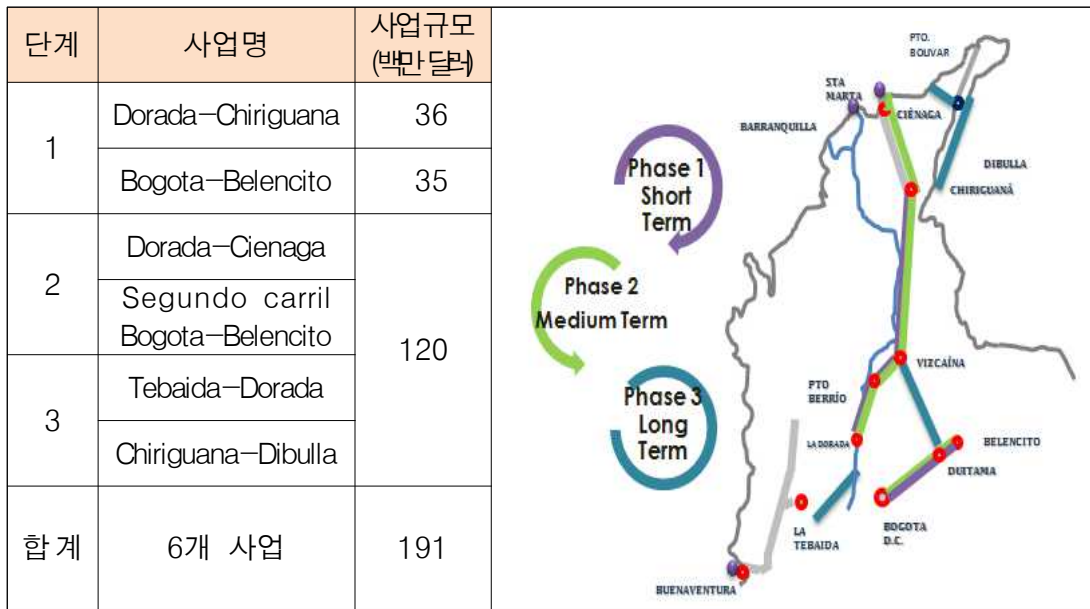 단계
사업명
사업규모
(백만 달러)
1
Dorada-Chiriguana
36
Bogota-Belencito
35
2
Dorada-Cienaga
120
Segundo carril
Bogota-Belencito
3
Tebaida-Dorada
Chiriguana-Dibulla
합계
6개 사업
191
PTO.
BOLIVAR
STA
MARTA
CIÈNAGA
BARRANQUILLA
DIBULLA
CHIRIGUANÁ
Phase 1
Short
Term
Phase 2
Medium Term
Phase 3
Long
Term
VIZCAÍNA
PTO
BERRÍO
LA DORADA
BELENCITO
DUITAMA
BOGOTA
D.C.
LA
TEBAIDA
BUENAVENTURA